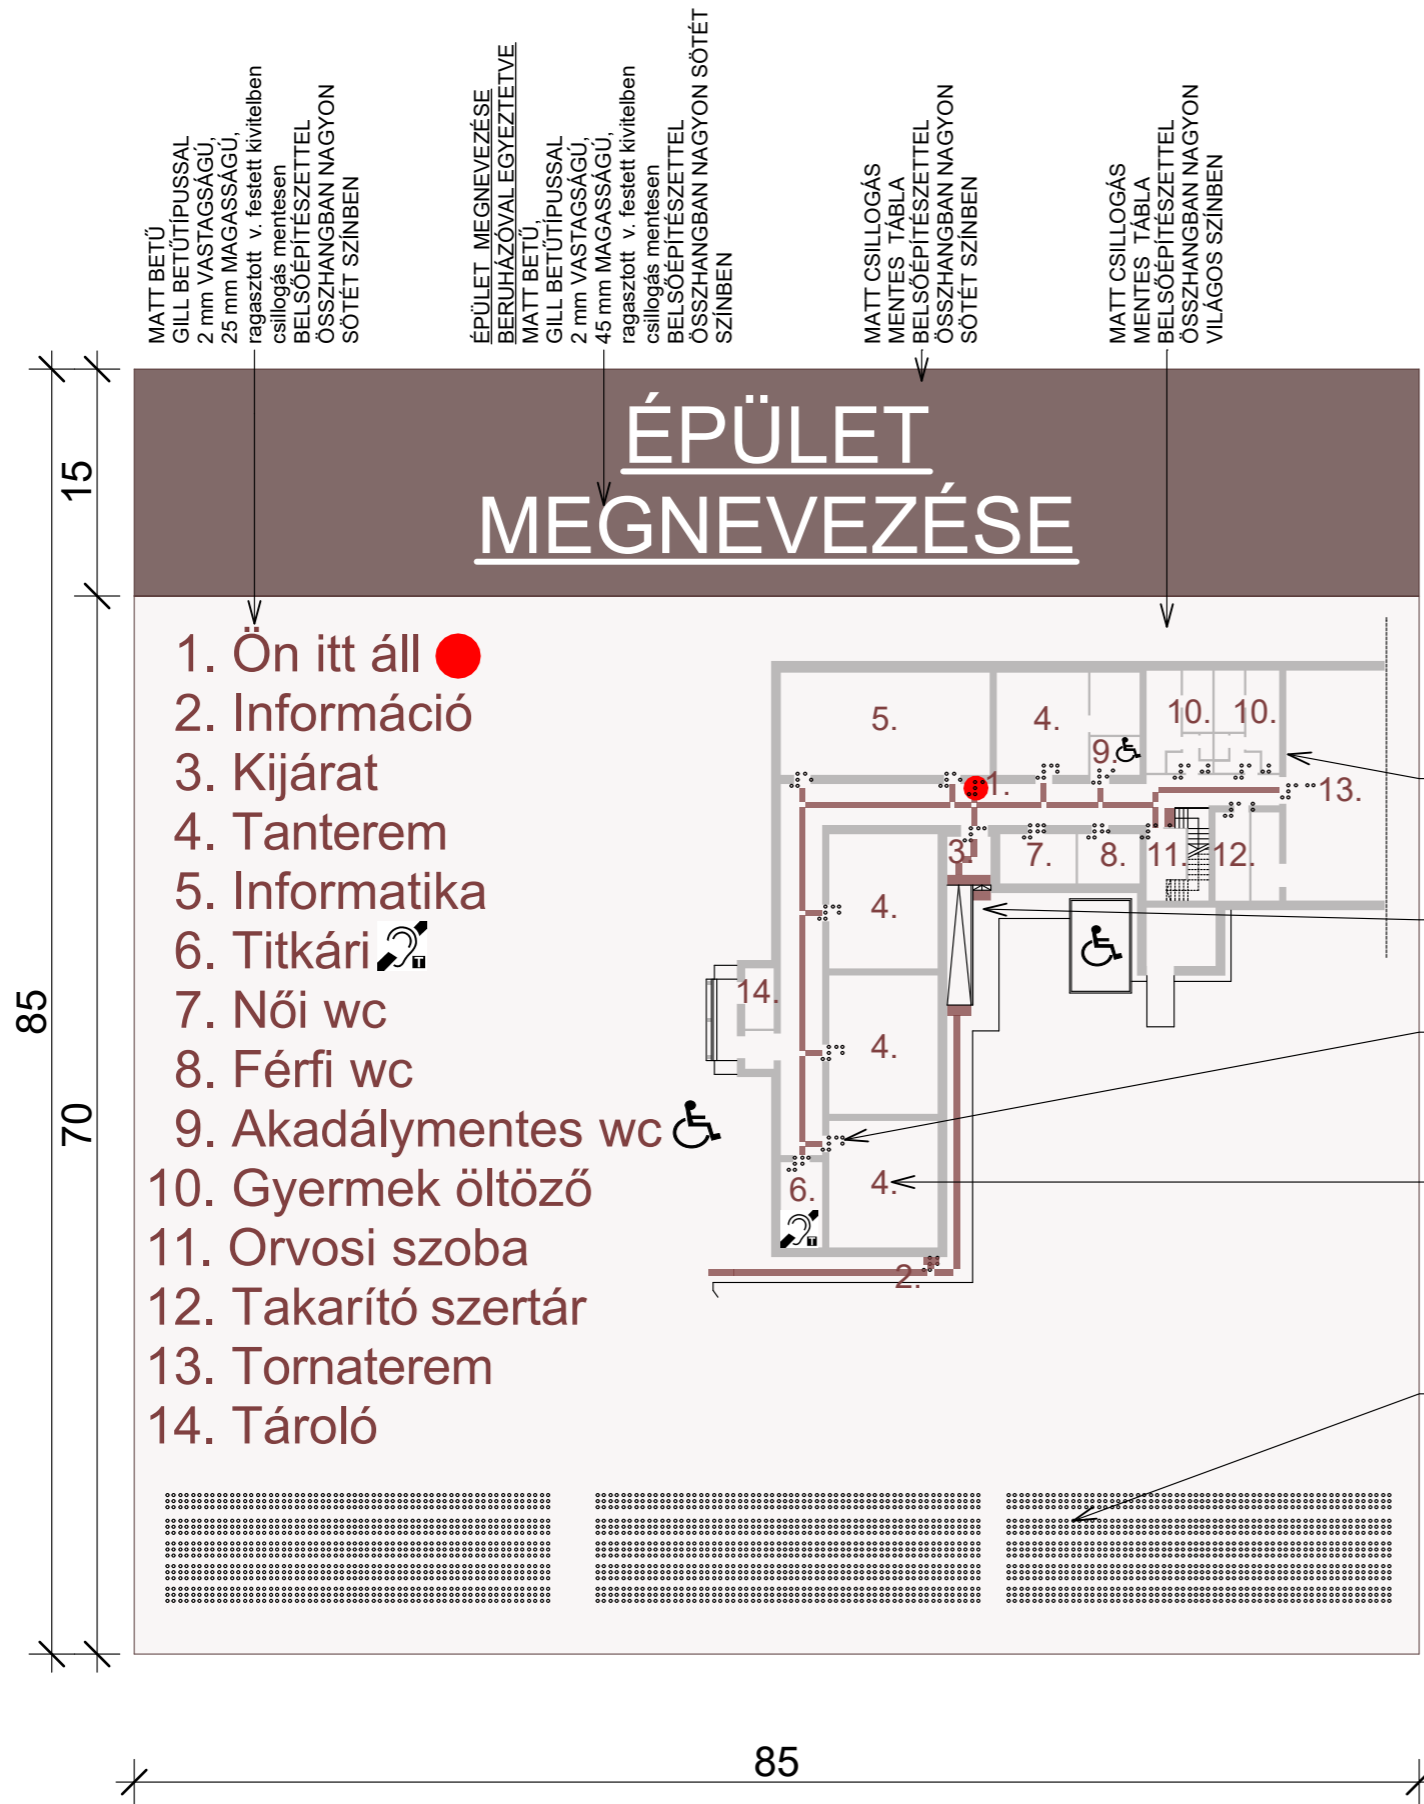 MATT BETŰ
GILL BETŰTÍPUSSAL
2 mm VASTAGSÁGÚ,
25 mm MAGASSÁGÚ,
ragasztott v. festett kivitelben
csillogás mentesen
BELSŐÉPÍTÉSZETTEL
ÖSSZHANGBAN NAGYON
SÖTÉT SZÍNBEN
ÉPÜLET MEGNEVEZÉSE
BERUHÁZÓVAL EGYEZTETVE
MATT BETŰ,
GILL BETŰTÍPUSSAL
2 mm VASTAGSÁGÚ,
45 mm MAGASSÁGÚ,
ragasztott v. festett kivitelben
csillogás mentesen
BELSŐÉPÍTÉSZETTEL
ÖSSZHANGBAN NAGYON SÖTÉT
SZÍNBEN
MATT CSILLOGÁS
MENTES TÁBLA
BELSŐÉPÍTÉSZETTEL
ÖSSZHANGBAN NAGYON
SÖTÉT SZÍNBEN
MATT CSILLOGÁS
MENTES TÁBLA
BELSŐÉPÍTÉSZETTEL
ÖSSZHANGBAN NAGYON
VILÁGOS SZÍNBEN
ÉPÜLET
MEGNEVEZÉSE
15
85
70
1. Ön itt áll
2. Információ
3. Kijárat
4. Tanterem
5. Informatika
6. Titkári
7. Női wc
8. Férfi wc
9. Akadálymentes wc
10. Gyermek öltöző
11. Orvosi szoba
12. Takarító szertár
13. Tornaterem
14. Tároló
5.
4.
10.
10.
9.
1.
13.
3.
7.
8.
11.
12.
4.
14.
4.
6.
T
4.
2.
T
85